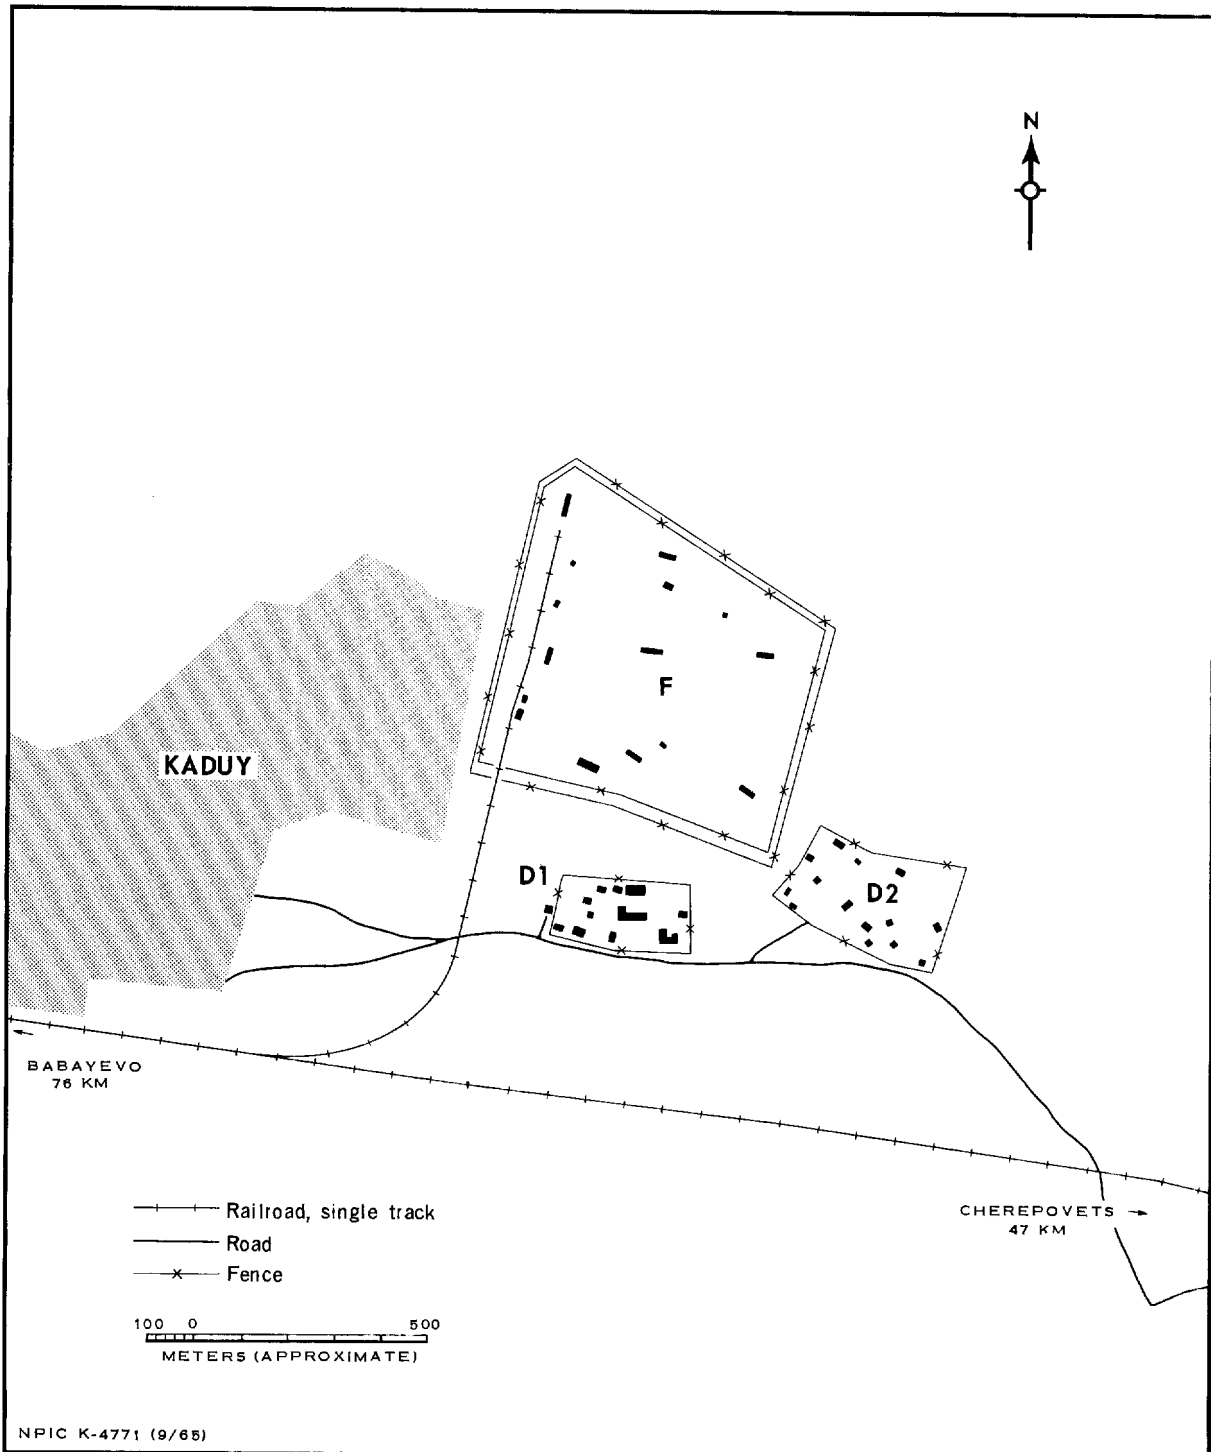 N
F
KADUY
D1
D2
BABAYEVO
76 KM
Railroad, single track
Road
Fence
CHEREPOVETS
47 KM
100 0 500
METERS (APPROXIMATE)
NPIC K-4771 (9/65)